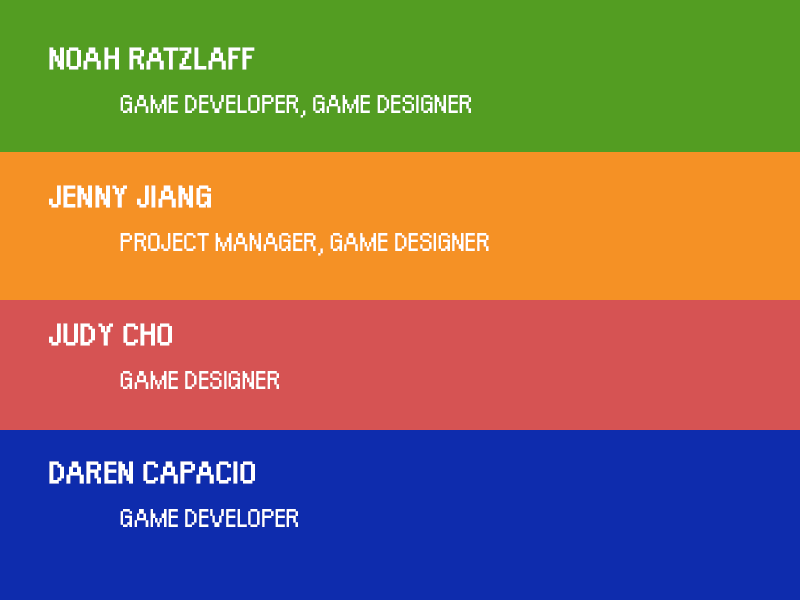 NOAH RATZLAFF
GAME DEVELOPER, GAME DESIGNER
JENNY JIANG
PROJECT MANAGER, GAME DESIGNER
JUDY CHO
GAME DESIGNER
DAREN CAPACIO
GAME DEVELOPER